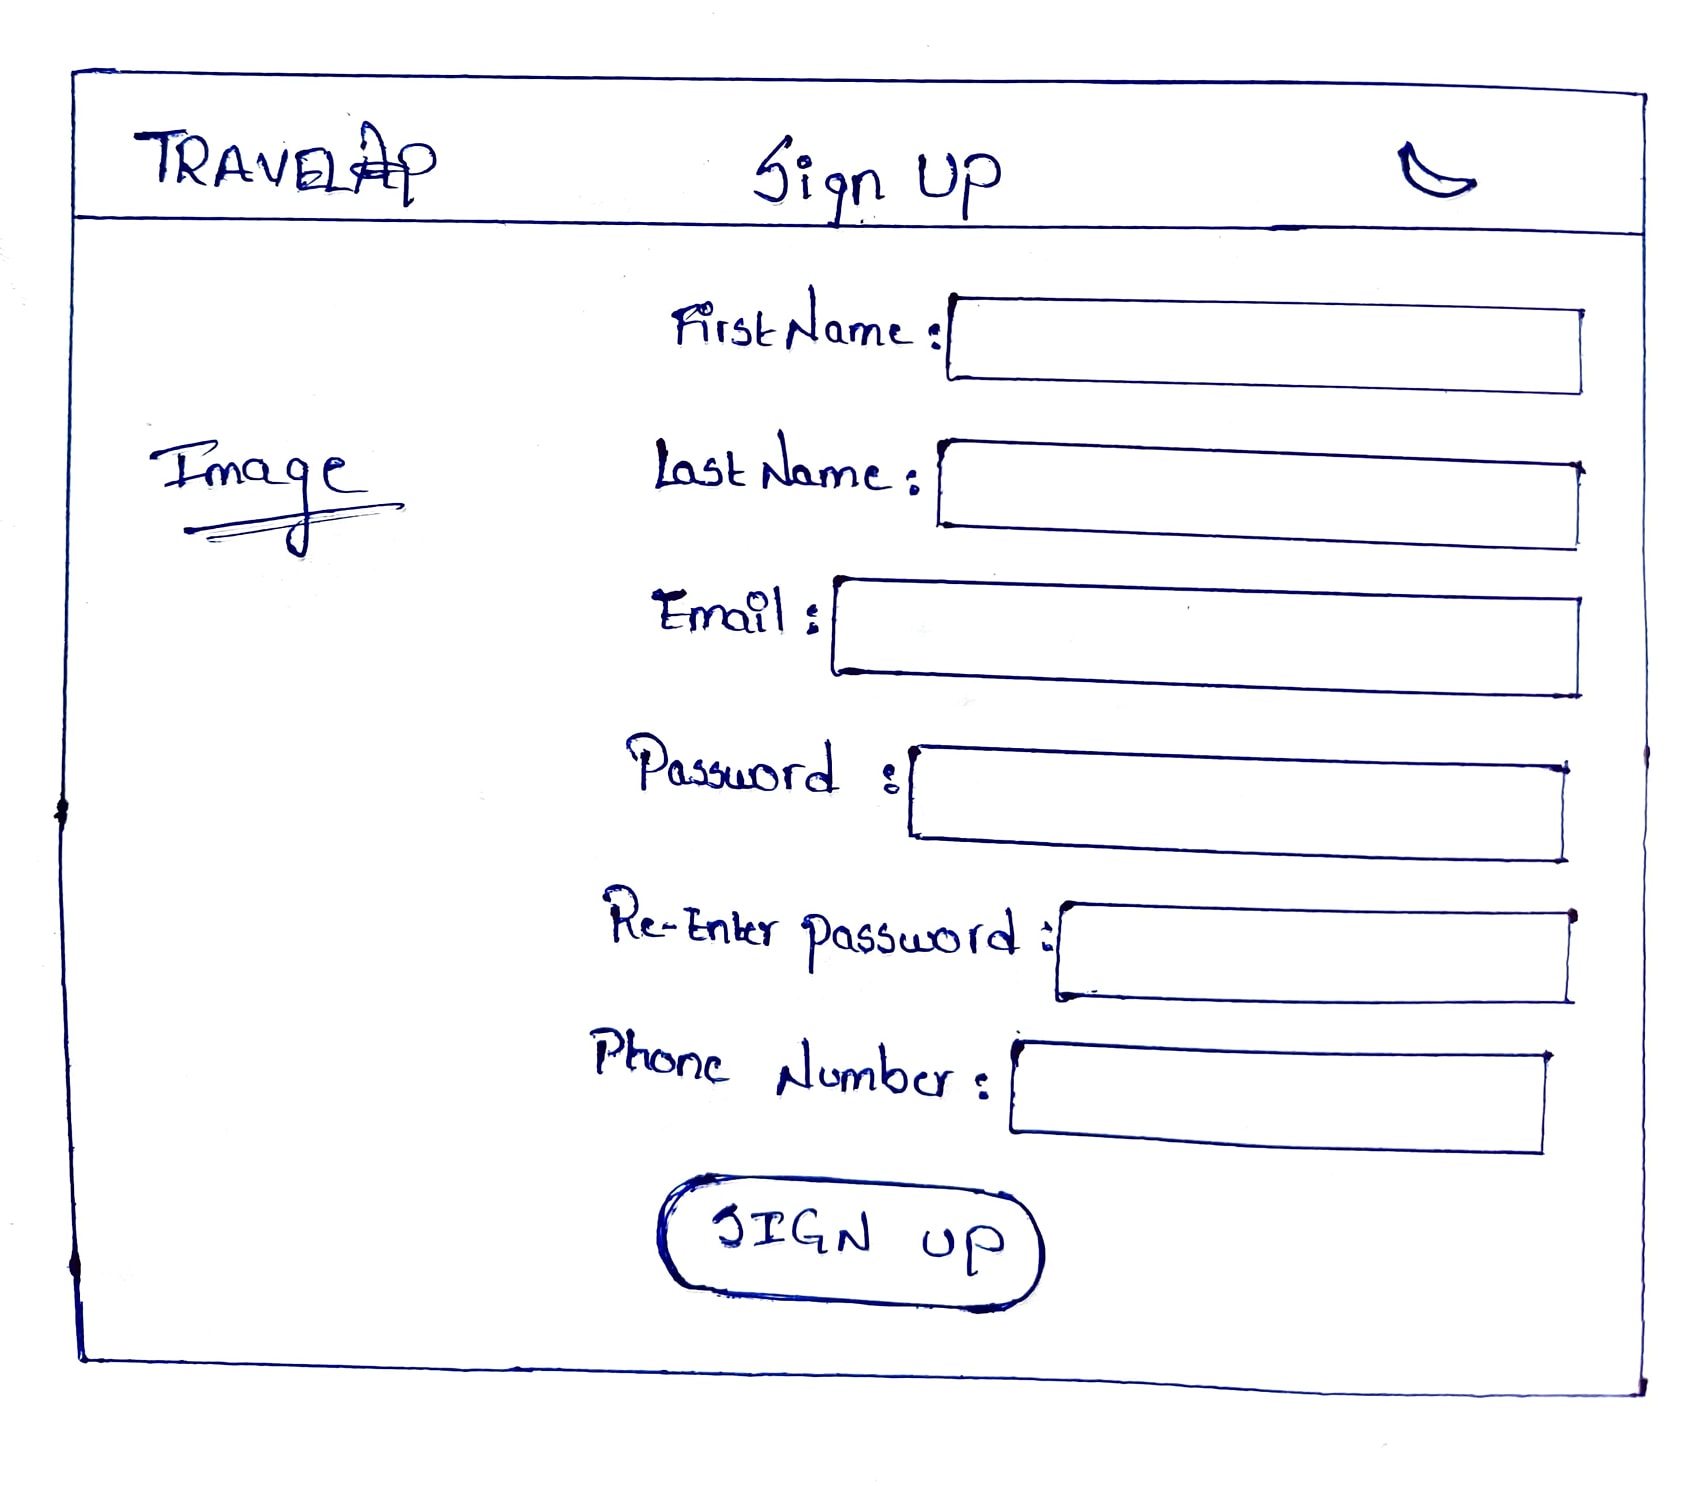 TRAVELAP
Sign UP
First Name :
Image
Last Name :
Email :
Password :
Re-Enter password :
Phone Number :
SIGN UP